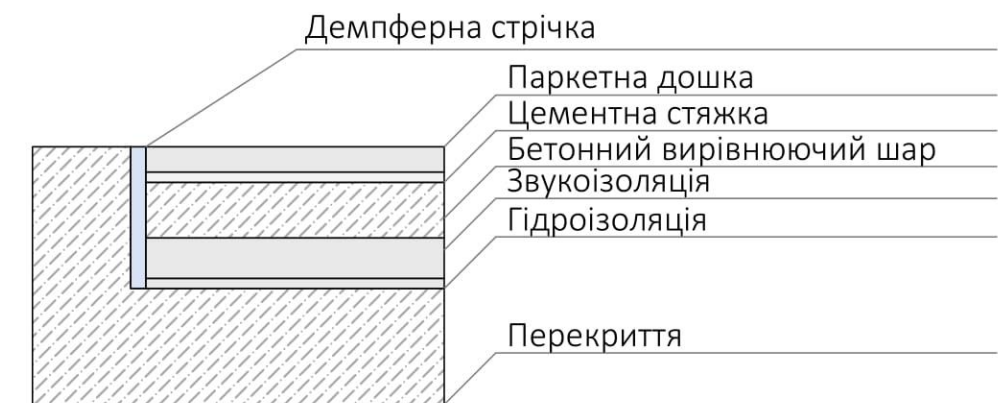 Демпферна стрічка
Паркетна дошка
Цементна стяжка
Бетонний вирівнюючий шар
Звукоізоляція
Гідроізоляція
Перекриття